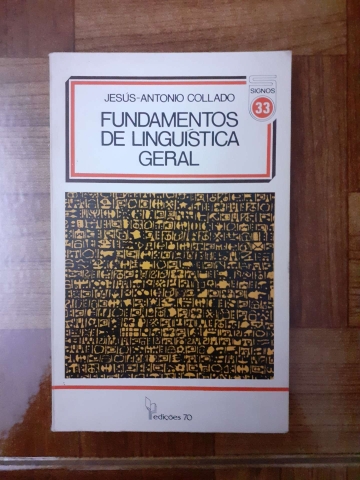 JESÚS-ANTONIO COLLADO
SIGNOS
33
FUNDAMENTOS
DE LINGUÍSTICA
GERAL
edições 70